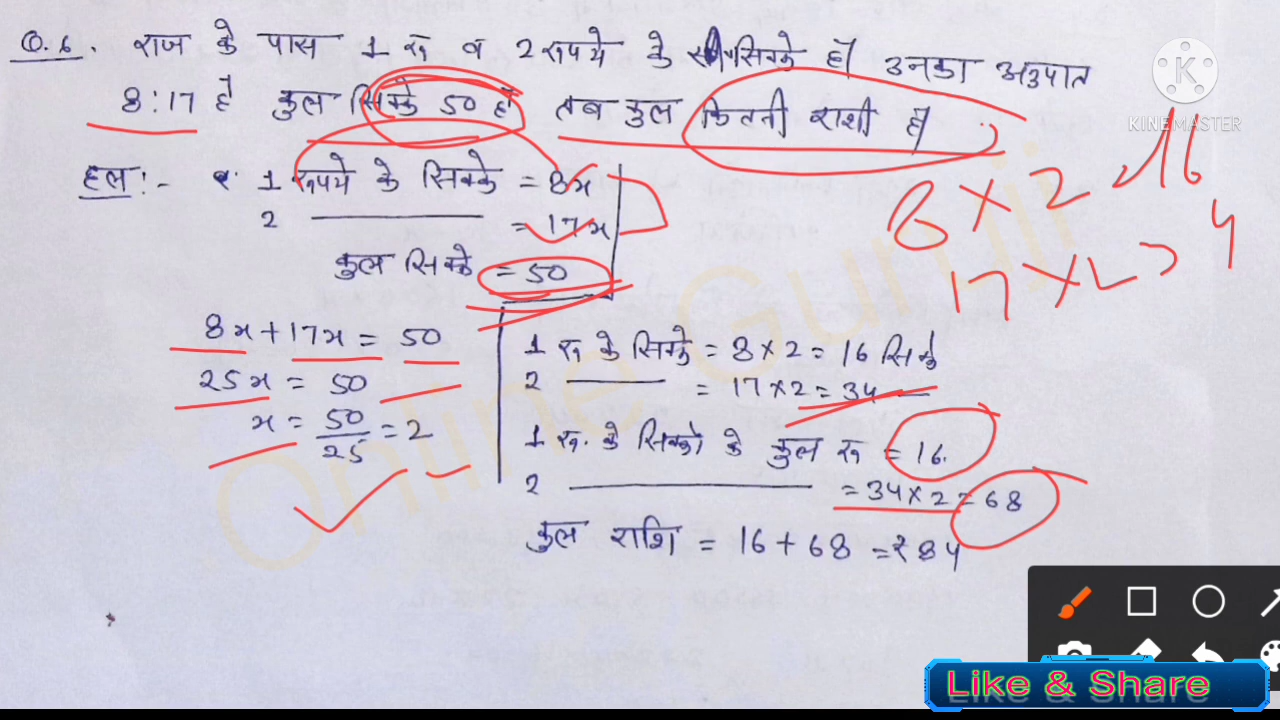 Q.6. राज के पास 1 रू व 2 रूपये के सिक्के हैं उनका अनुपात
8:17 है कुल सिक्के 50 हैं तब कुल कितनी राशी है
KINEMASTER
हल:- 1 रूपये के सिक्के = 8x
2 ——— = 17x
कुल सिक्के = 50
8 × 2 = 16
17 × 2 = 34
8x + 17x = 50
25x = 50
x = 50/25 = 2
1 रू के सिक्के = 8 × 2 = 16 सिक्के
2 ——— = 17 × 2 = 34 —
1 रू. के सिक्कों के कुल रू = 16.
2 ——— = 34 × 2 = 68
कुल राशि = 16 + 68 = ₹ 84
Online Gunji
Like & Share